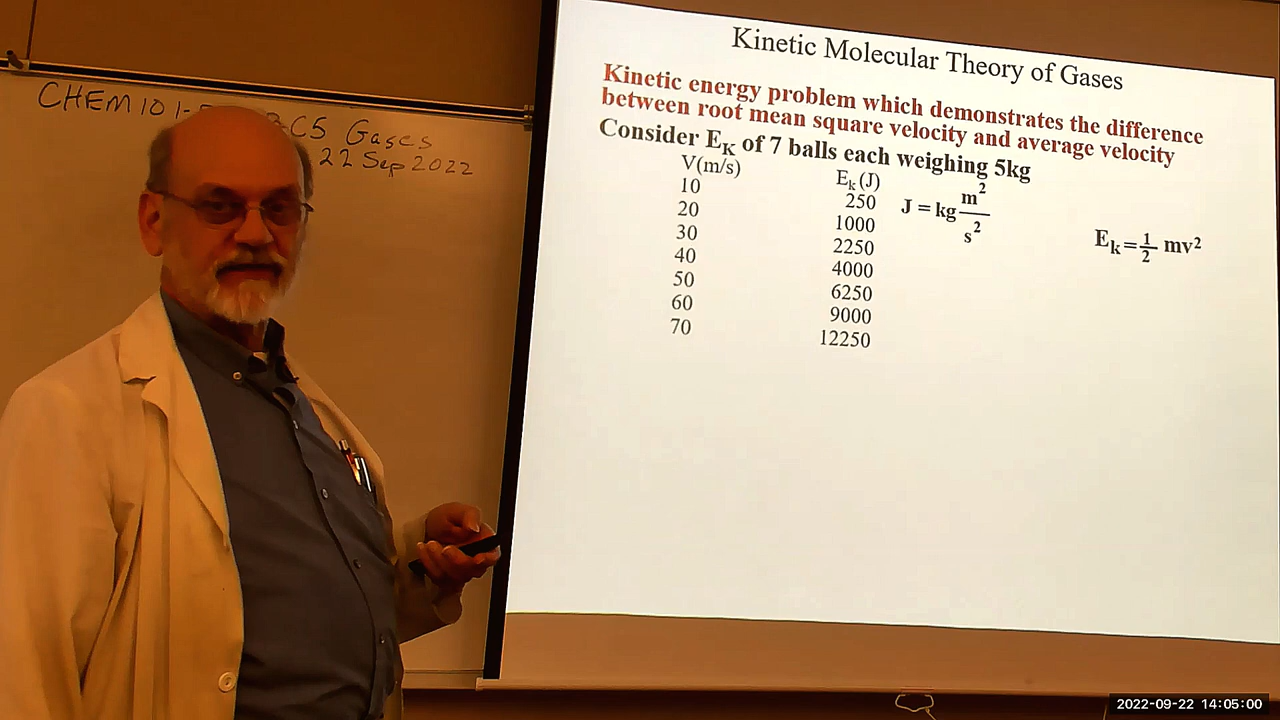 CHEM 101-
C5 Gases
22 Sep 2022
Kinetic Molecular Theory of Gases
Kinetic energy problem which demonstrates the difference
between root mean square velocity and average velocity
Consider E_K of 7 balls each weighing 5kg
V(m/s) E_k (J)
10 250
20 1000
30 2250
40 4000
50 6250
60 9000
70 12250
J = kg m²/s²
E_k = 1/2 mv²
2022-09-22 14:05:00